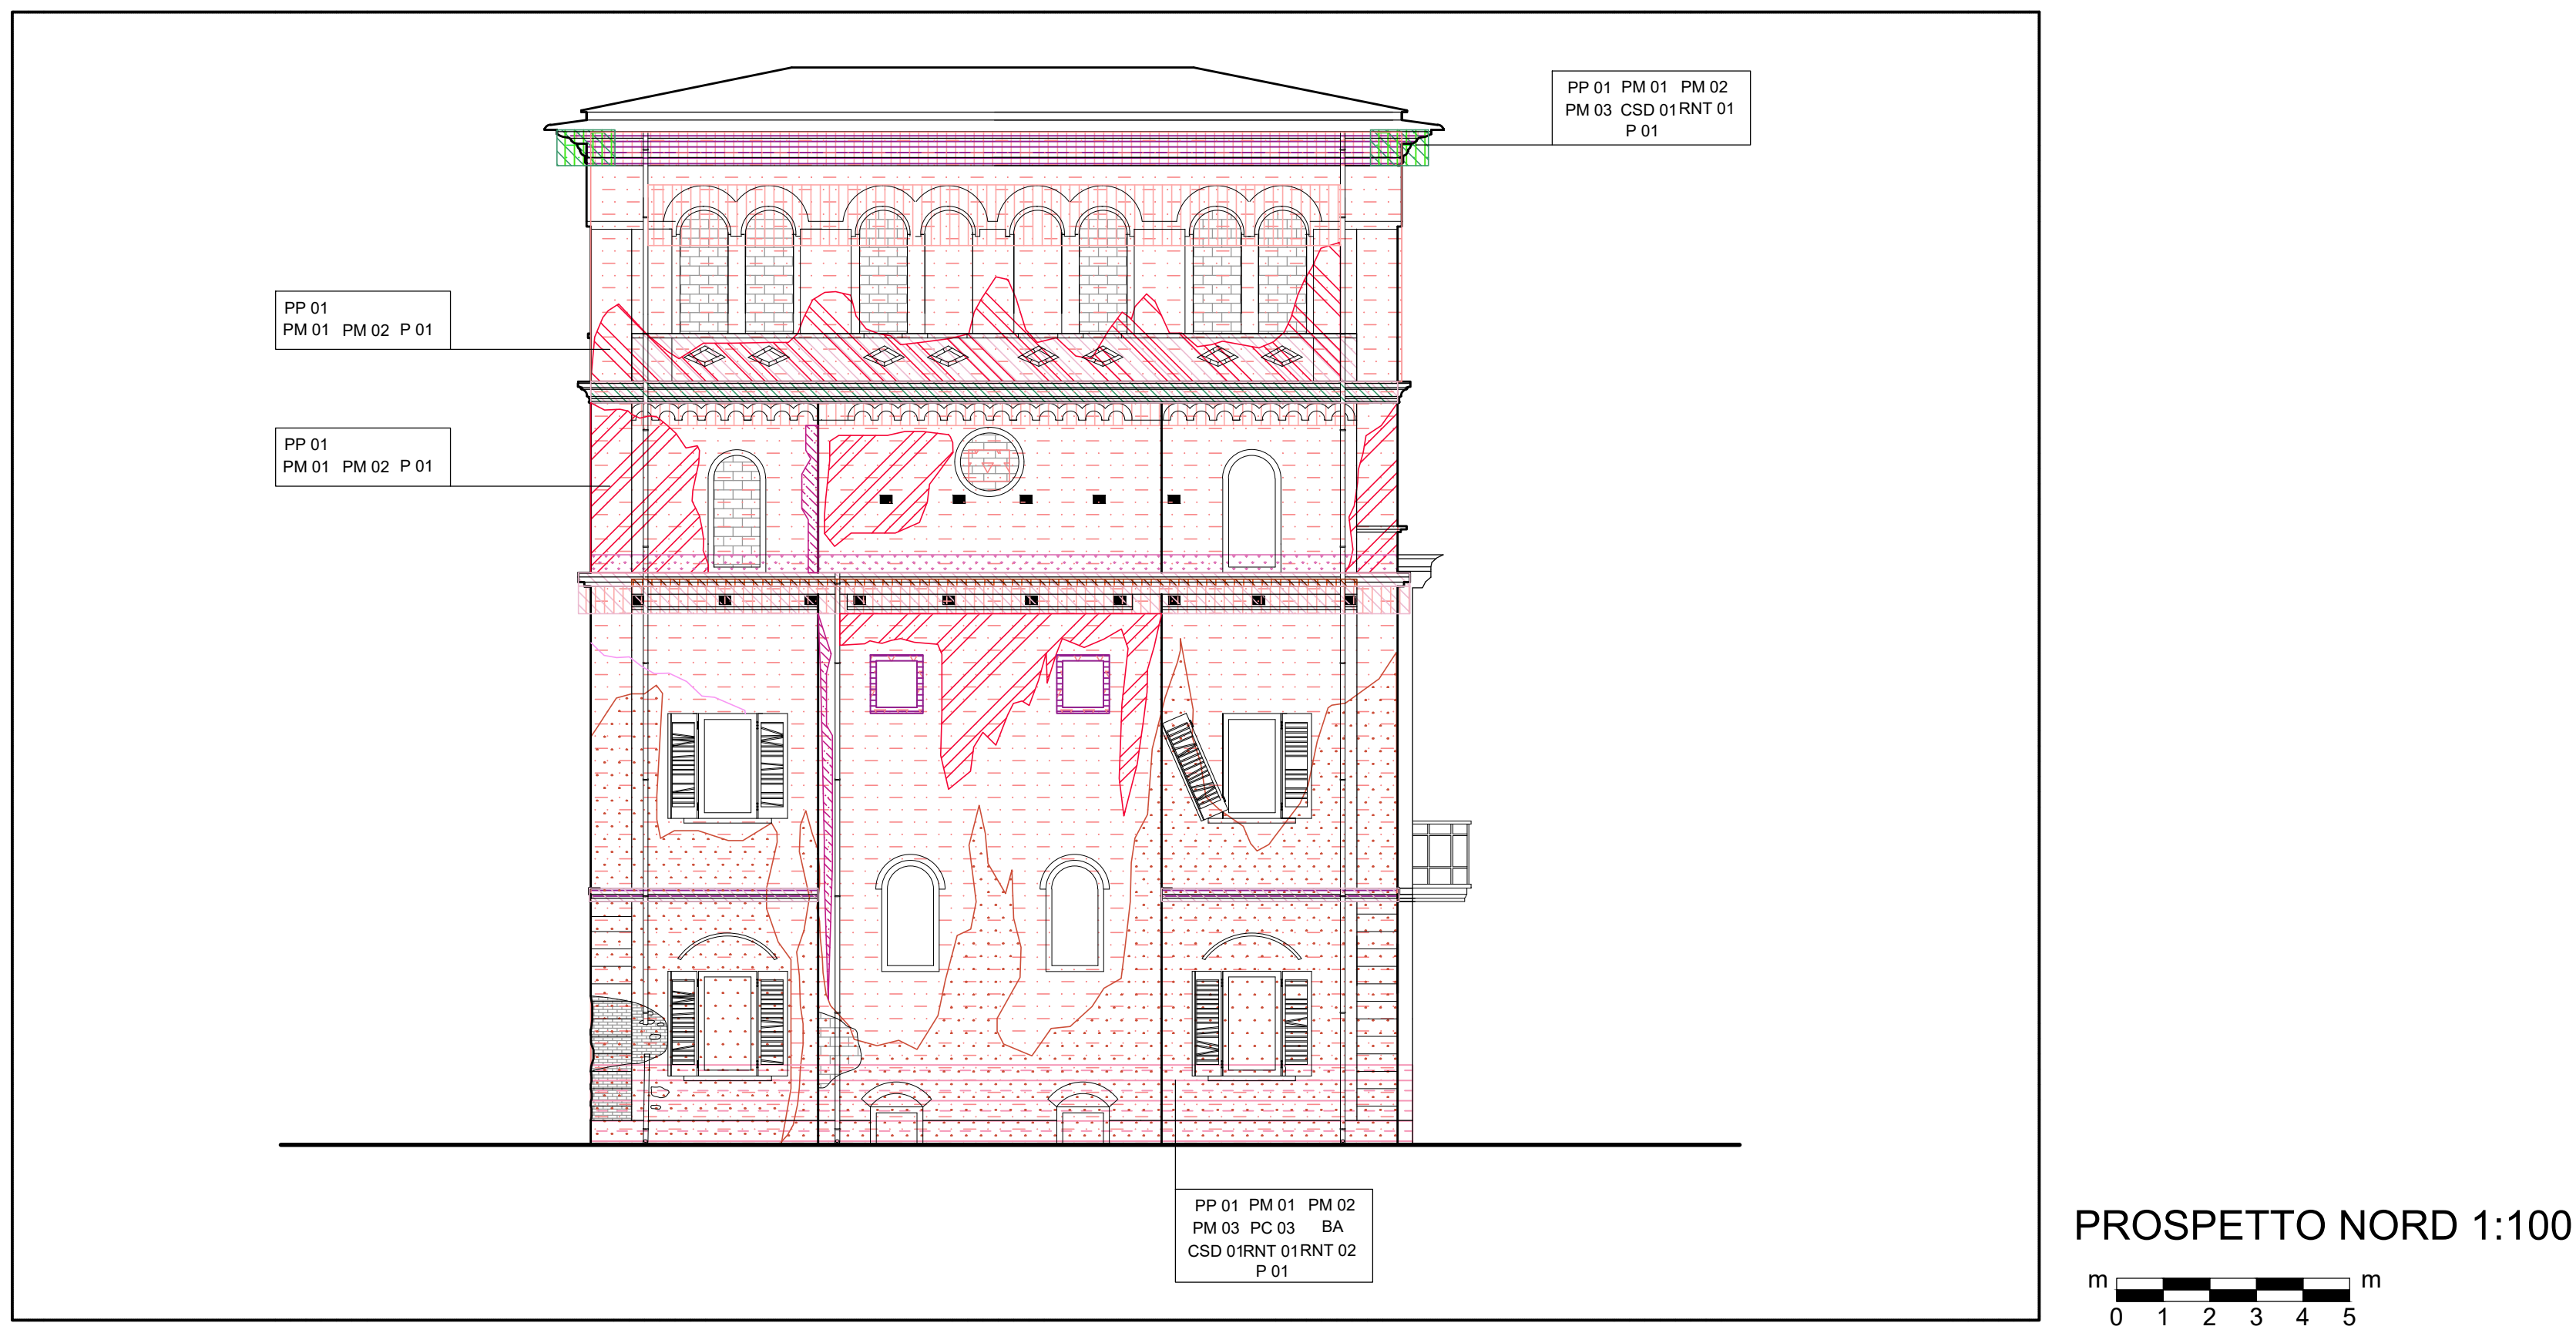 PP 01 PM 01 PM 02
PM 03 CSD 01 RNT 01
P 01
PP 01
PM 01 PM 02 P 01
PP 01
PM 01 PM 02 P 01
PP 01 PM 01 PM 02
PM 03 PC 03 BA
CSD 01 RNT 01 RNT 02
P 01
PROSPETTO NORD 1:100
m m
0 1 2 3 4 5